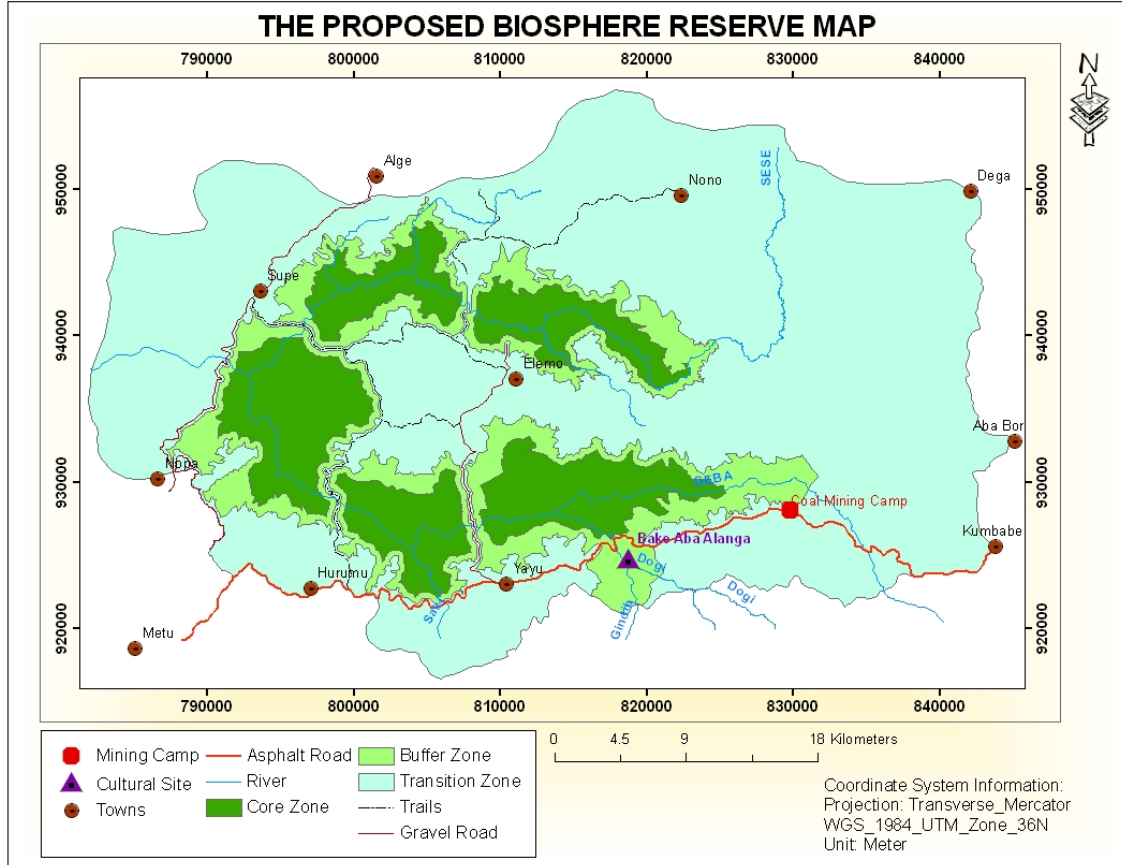 THE PROPOSED BIOSPHERE RESERVE MAP
790000 800000 810000 820000 830000 840000
N
950000 950000
940000 940000
930000 930000
920000 920000
Alge
Nono
SESE
Dega
Supe
Elemo
Aba Bor
Nopa
GEBA
Coal Mining Camp
Bake Aba Alanga
Kumbabe
Hurumu
Yayu
Dogi
Dogi
Metu
790000 800000 810000 820000 830000 840000
Mining Camp
Cultural Site
Towns
Asphalt Road
River
Core Zone
Buffer Zone
Transition Zone
Trails
Gravel Road
0 4.5 9 18 Kilometers
Coordinate System Information:
Projection: Transverse_Mercator
WGS_1984_UTM_Zone_36N
Unit: Meter